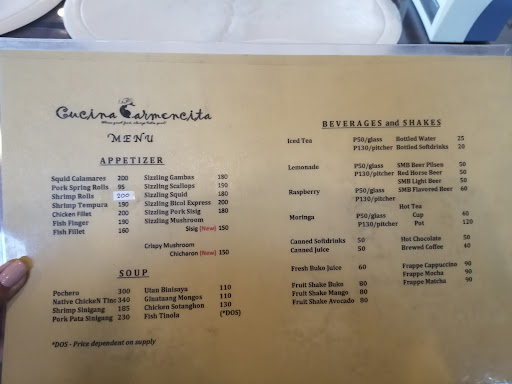 Cucina Carmencita
MENU
APPETIZER
Squid Calamares 200
Pork Spring Rolls 95
Shrimp Rolls 200
Shrimp Tempura 190
Chicken Fillet 200
Fish Finger 190
Fish Fillet 160
Sizzling Gambas 190
Sizzling Scallops 190
Sizzling Squid 180
Sizzling Bicol Express 200
Sizzling Pork Sisig 180
Sizzling Mushroom
Sisig (New) 150
Crispy Mushroom
Chicharon (New) 150
SOUP
Pochero 300
Native Chicken Tino 340
Shrimp Sinigang 185
Pork Pata Sinigang 230
Utan Binisaya 110
Ginataang Mongos 110
Chicken Sotanghon 130
Fish Tinola (*DOS)
*DOS - Price dependent on supply
BEVERAGES and SHAKES
Iced Tea P50/glass
P130/pitcher
Lemonade P50/glass
P130/pitcher
Raspberry P50/glass
P130/pitcher
Moringa P50/glass
P130/pitcher
Canned Sofdrinks 50
Canned Juice 50
Fresh Buko Juice 60
Fruit Shake Buko 80
Fruit Shake Mango 80
Fruit Shake Avocado 80
Bottled Water 25
Bottled Softdrinks 20
SMB Beer Pilsen 50
Red Horse Beer 50
SMB Light Beer 50
SMB Flavored Beer 60
Hot Tea
Cup 60
Pot 120
Hot Chocolate 50
Brewed Coffee 40
Frappe Cappuccino 90
Frappe Mocha 90
Frappe Matcha 90